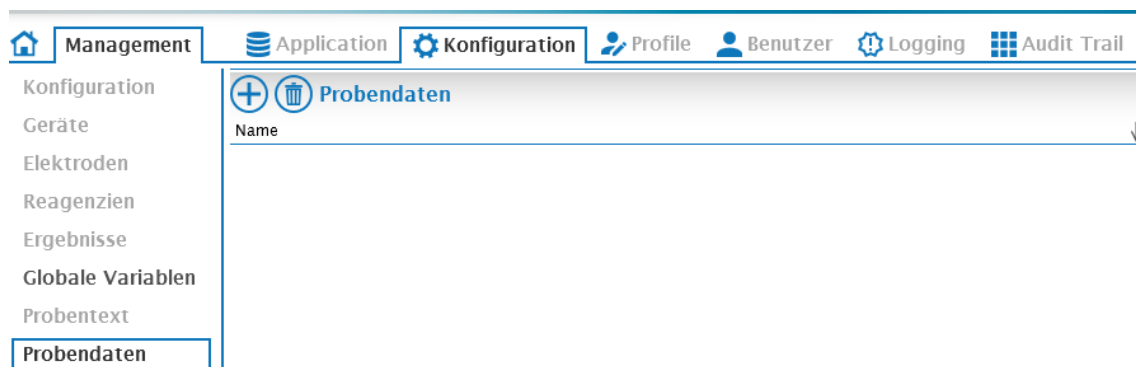 Management Application Konfiguration Profile Benutzer Logging Audit Trail
Konfiguration
Geräte
Elektroden
Reagenzien
Ergebnisse
Globale Variablen
Probentext
Probendaten
Probendaten
Name